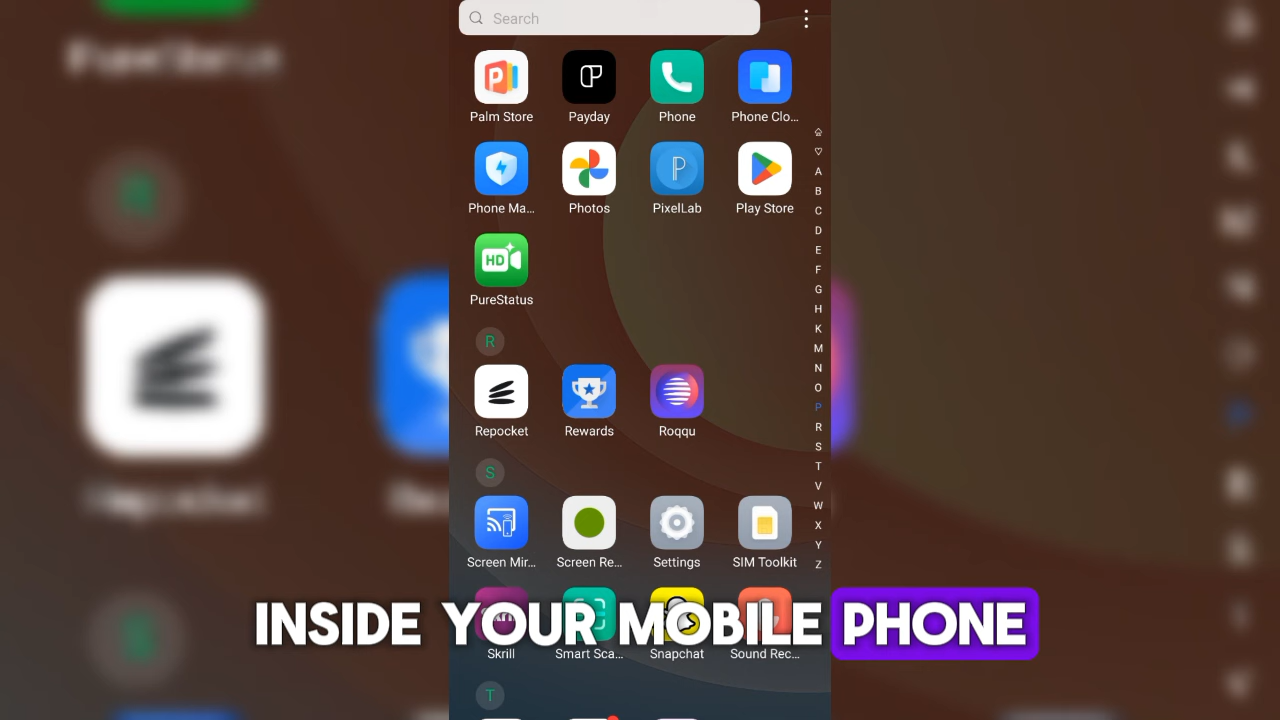 Search
Palm Store Payday Phone Phone Clo...
Phone Ma... Photos PixelLab Play Store
HD
PureStatus
R
Repocket Rewards Roqqu
S
Screen Mir... Screen Re... Settings SIM Toolkit
INSIDE YOUR MOBILE PHONE
Skrill Smart Sca... Snapchat Sound Rec...
T
A
B
C
D
E
F
G
H
K
M
N
O
P
R
S
T
V
W
X
Y
Z